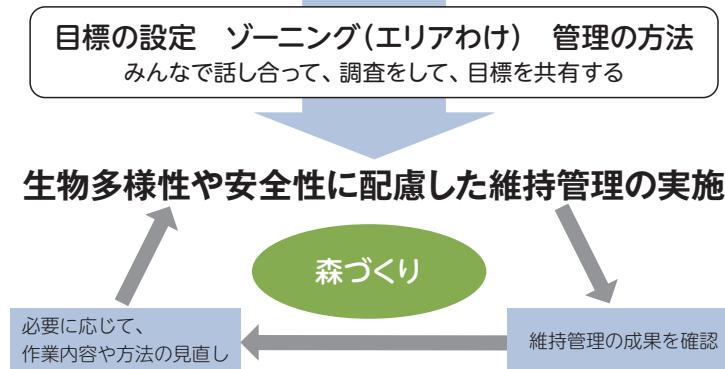 目標の設定　ゾーニング（エリアわけ）　管理の方法
みんなで話し合って、調査をして、目標を共有する
生物多様性や安全性に配慮した維持管理の実施
森づくり
必要に応じて、
作業内容や方法の見直し
維持管理の成果を確認